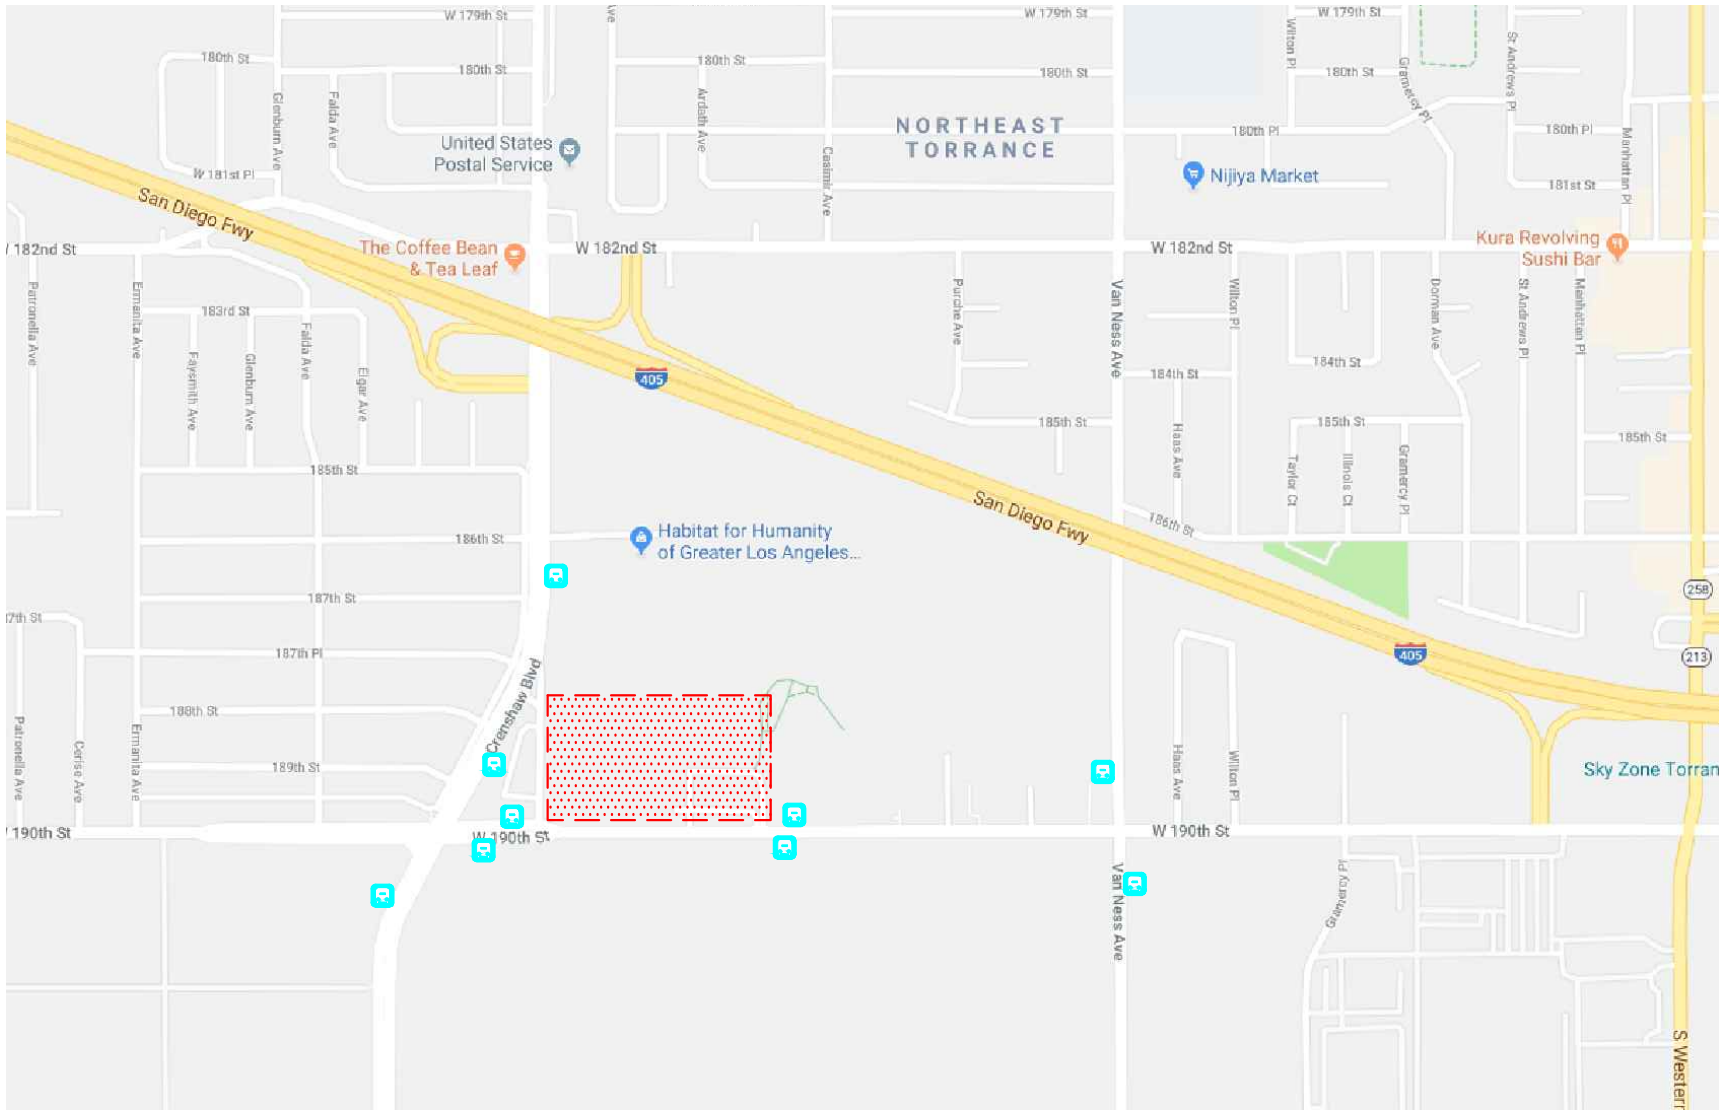 W 179th St
Ave
W 179th St
Wilton Pl
W 179th St
St Andrews Pl
180th St
180th St
180th St
180th St
180th St
Gramercy Pl
Glenburn Ave
Falda Ave
Ardath Ave
United States
Postal Service
NORTHEAST
TORRANCE
180th Pl
180th Pl
Manhattan Pl
W 181st Pl
Casimir Ave
Nijiya Market
181st St
San Diego Fwy
W 182nd St
The Coffee Bean
& Tea Leaf
W 182nd St
W 182nd St
Kura Revolving
Sushi Bar
Patronella Ave
Ermanita Ave
183rd St
Faysmith Ave
Glenburn Ave
Falda Ave
Elgar Ave
Purche Ave
Van Ness Ave
Wilton Pl
Dorman Ave
St Andrews Pl
Manhattan Pl
405
184th St
184th St
185th St
185th St
185th St
185th St
Haas Ave
Taylor Ct
Illinois Ct
Gramercy Pl
San Diego Fwy
186th St
186th St
Habitat for Humanity
of Greater Los Angeles...
187th St
7th St
258
187th Pl
405
213
Crenshaw Blvd
188th St
Patronella Ave
Cerise Ave
Ermanita Ave
189th St
Haas Ave
Wilton Pl
Sky Zone Torran
190th St
W 190th St
W 190th St
Van Ness Ave
Gramercy Pl
S Western